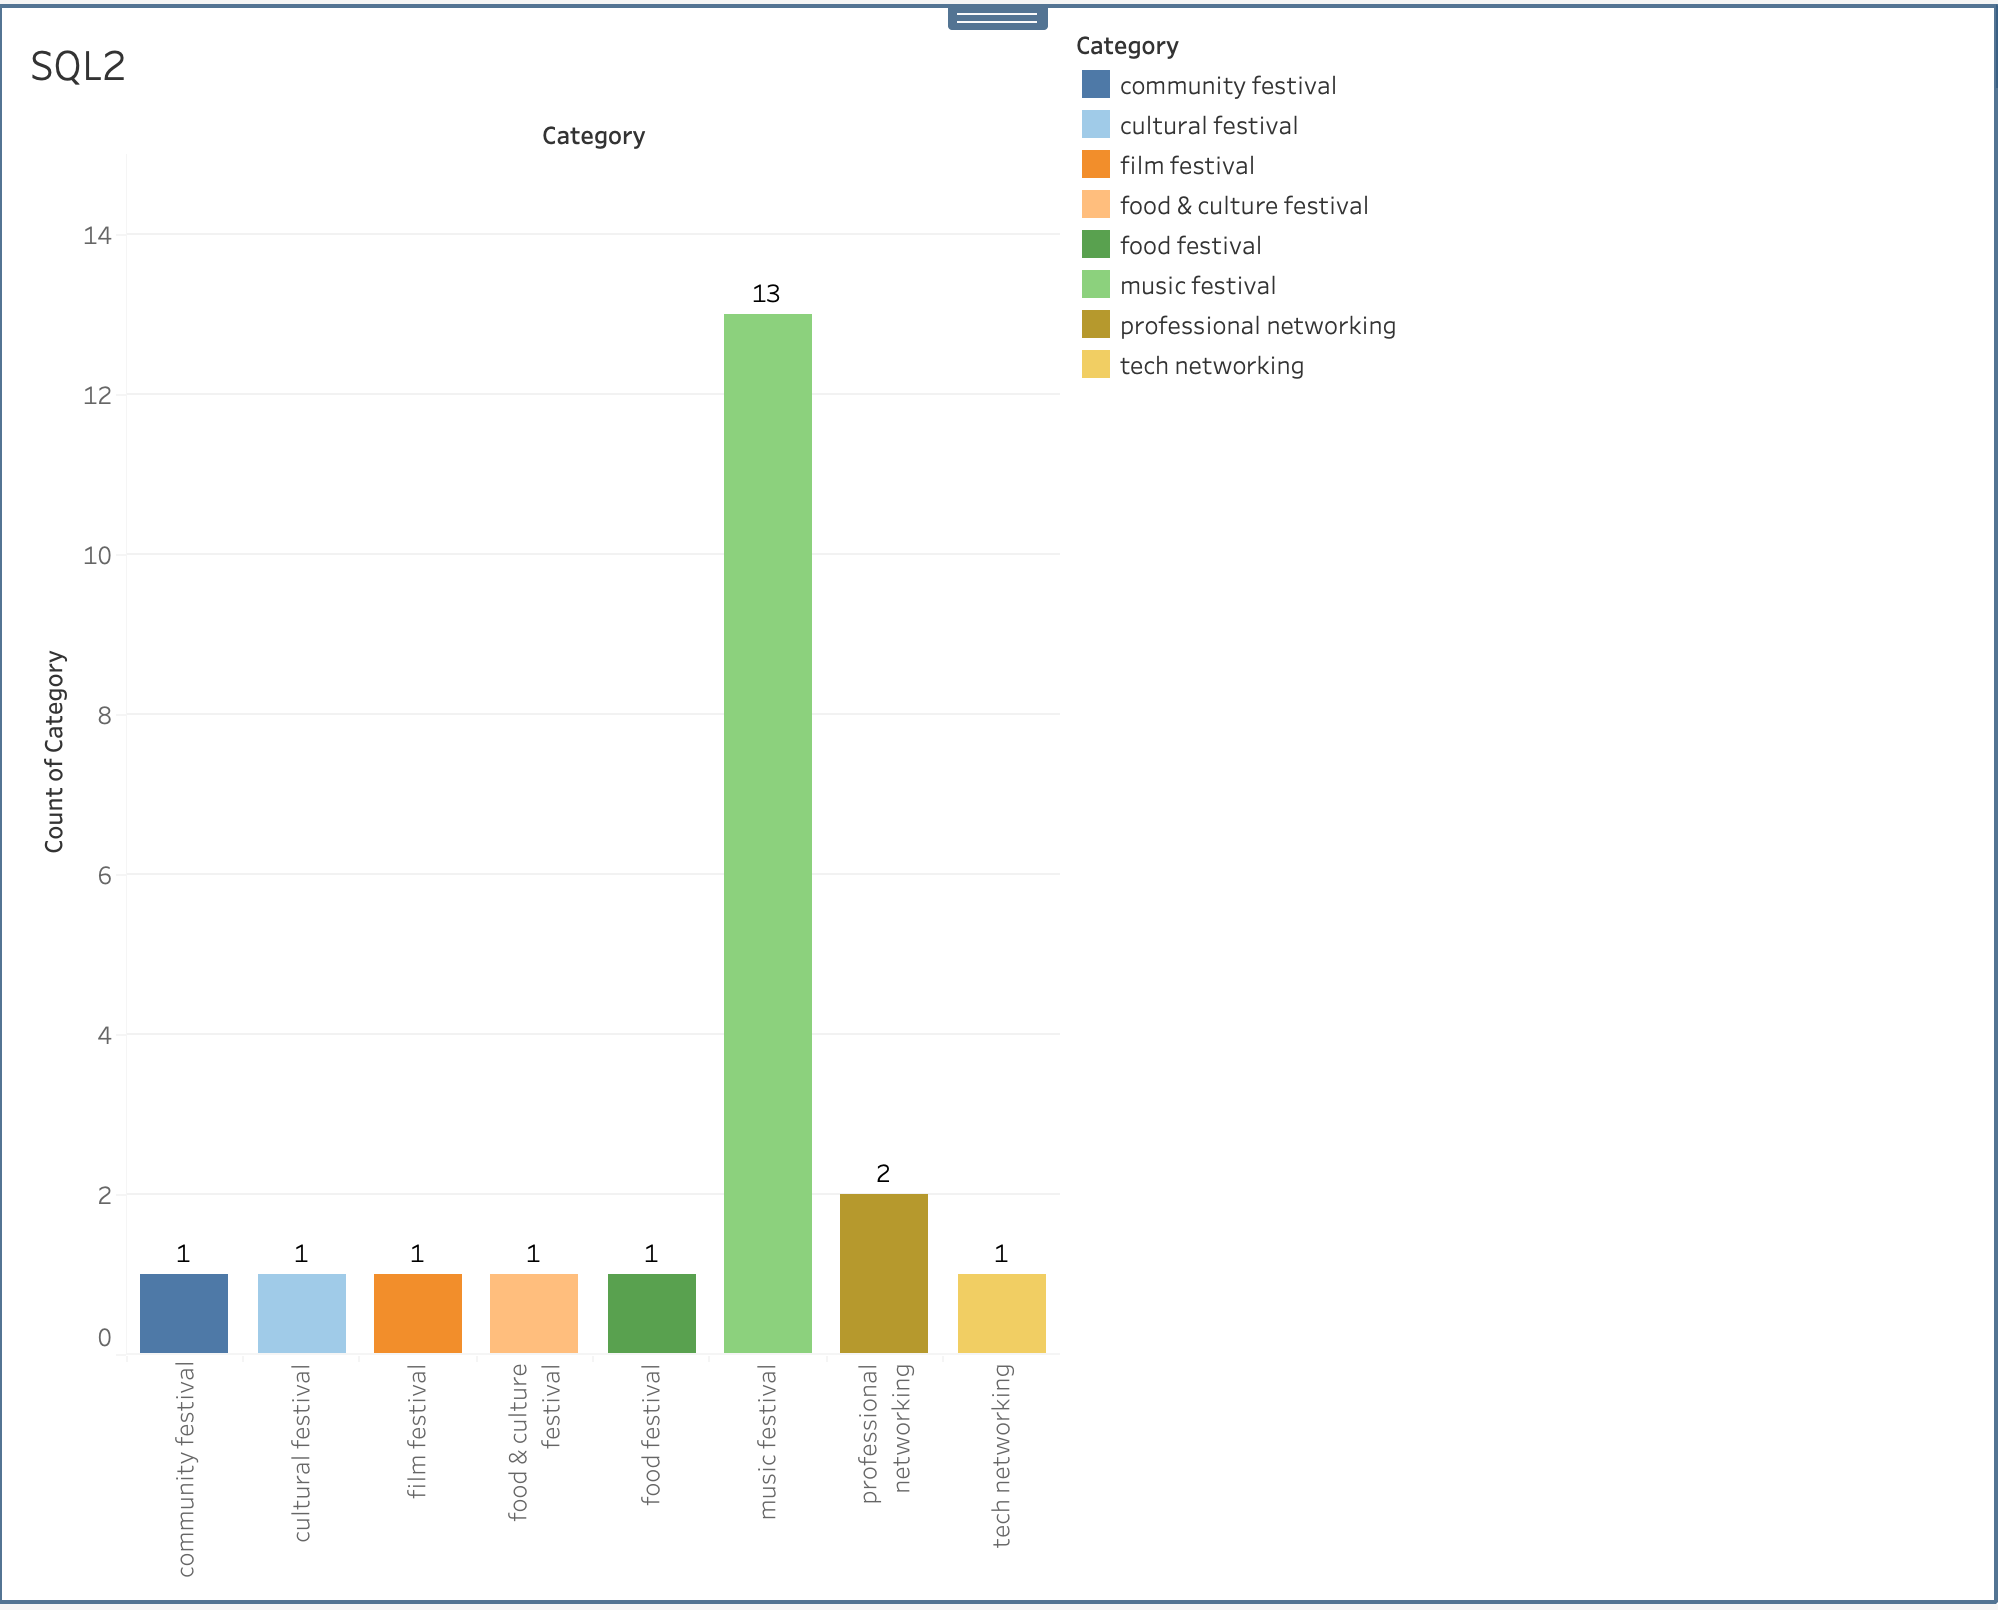 SQL2
Category
14
12
10
8
6
4
2
0
Count of Category
13
2
1
1
1
1
1
1
community festival
cultural festival
film festival
food & culture
festival
food festival
music festival
professional
networking
tech networking
Category
community festival
cultural festival
film festival
food & culture festival
food festival
music festival
professional networking
tech networking